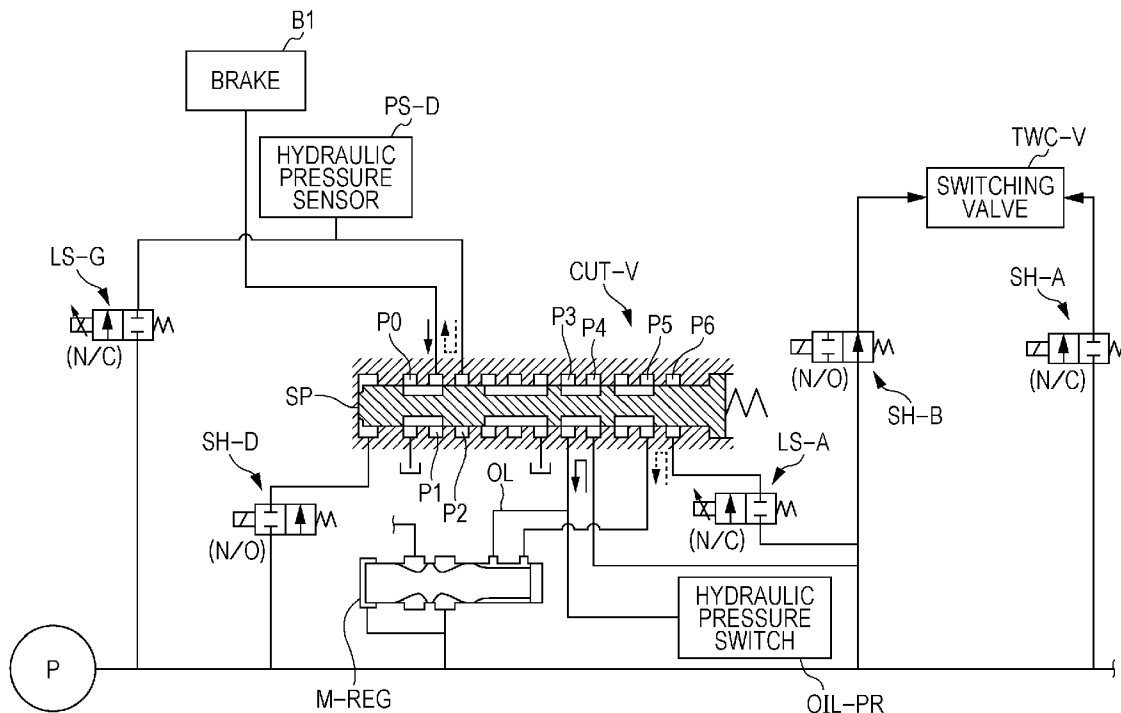 B1
BRAKE
PS-D
HYDRAULIC
PRESSURE
SENSOR
TWC-V
SWITCHING
VALVE
LS-G
(N/C)
CUT-V
SH-A
(N/C)
P0
P3
P4
P5
P6
(N/O)
SH-B
SP
SH-D
(N/O)
P1
P2
OL
LS-A
(N/C)
HYDRAULIC
PRESSURE
SWITCH
P
M-REG
OIL-PR